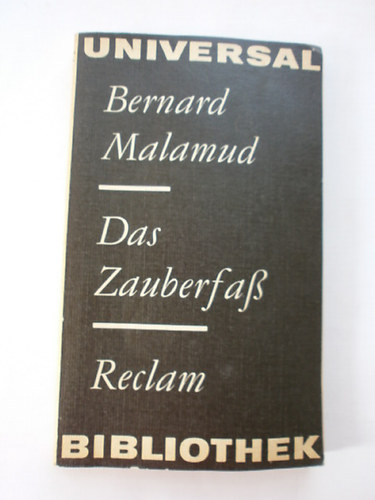 UNIVERSAL
Bernard
Malamud
Das
Zauberfaß
Reclam
BIBLIOTHEK